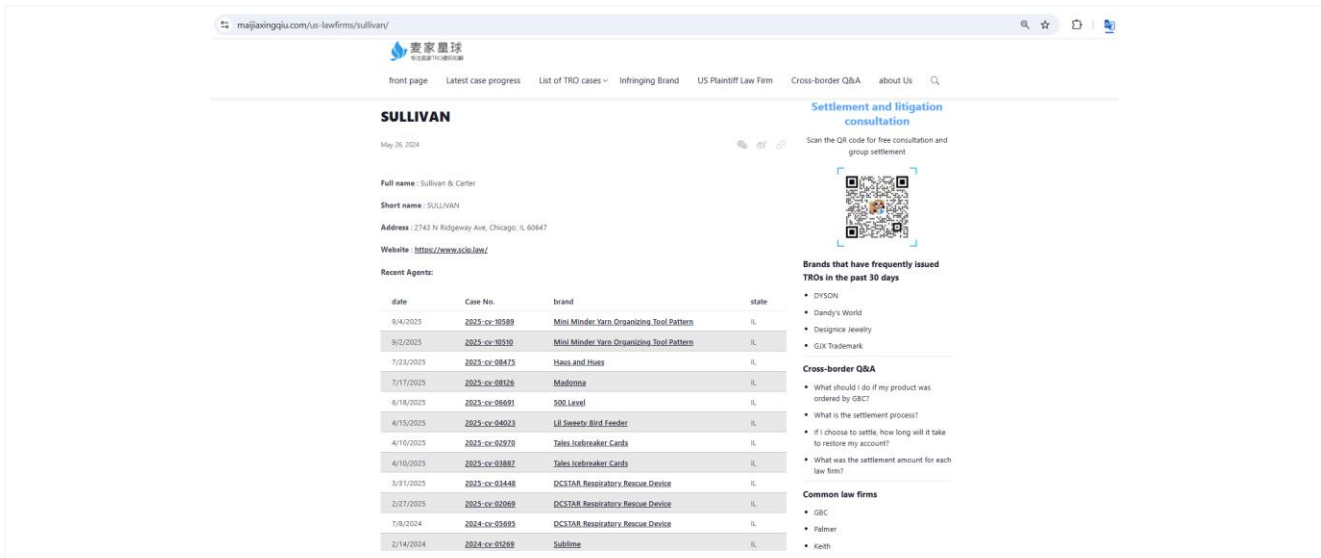 maijiaxingqiu.com/us-lawfirms/sullivan/
麦家星球
front page Latest case progress List of TRO cases Infringing Brand US Plaintiff Law Firm Cross-border Q&A about Us
SULLIVAN
May 26, 2024
Full name : Sullivan & Carter
Short name : SULLIVAN
Address : 2743 N Ridgeway Ave, Chicago, IL 60647
Website : https://www.scip.law/
Recent Agents:
date Case No. brand state
9/4/2025 2025-cv-10589 Mini Minder Yarn Organizing Tool Pattern IL
9/2/2025 2025-cv-10510 Mini Minder Yarn Organizing Tool Pattern IL
7/23/2025 2025-cv-08475 Haus and Hues IL
7/17/2025 2025-cv-08126 Madonna IL
6/18/2025 2025-cv-06691 500 Level IL
4/15/2025 2025-cv-04023 Lil Sweety Bird Feeder IL
4/10/2025 2025-cv-02970 Tales Icebreaker Cards IL
4/10/2025 2025-cv-03887 Tales Icebreaker Cards IL
3/31/2025 2025-cv-03448 DCSTAR Respiratory Rescue Device IL
2/27/2025 2025-cv-02069 DCSTAR Respiratory Rescue Device IL
7/8/2024 2024-cv-05695 DCSTAR Respiratory Rescue Device IL
2/14/2024 2024-cv-01269 Sublime IL
Settlement and litigation
consultation
Scan the QR code for free consultation and
group settlement
Brands that have frequently issued
TROs in the past 30 days
DYSON
Dandy's World
Designice Jewelry
GJX Trademark
Cross-border Q&A
What should I do if my product was
ordered by GBC?
What is the settlement process?
If I choose to settle, how long will it take
to restore my account?
What was the settlement amount for each
law firm?
Common law firms
GBC
Palmer
Keith